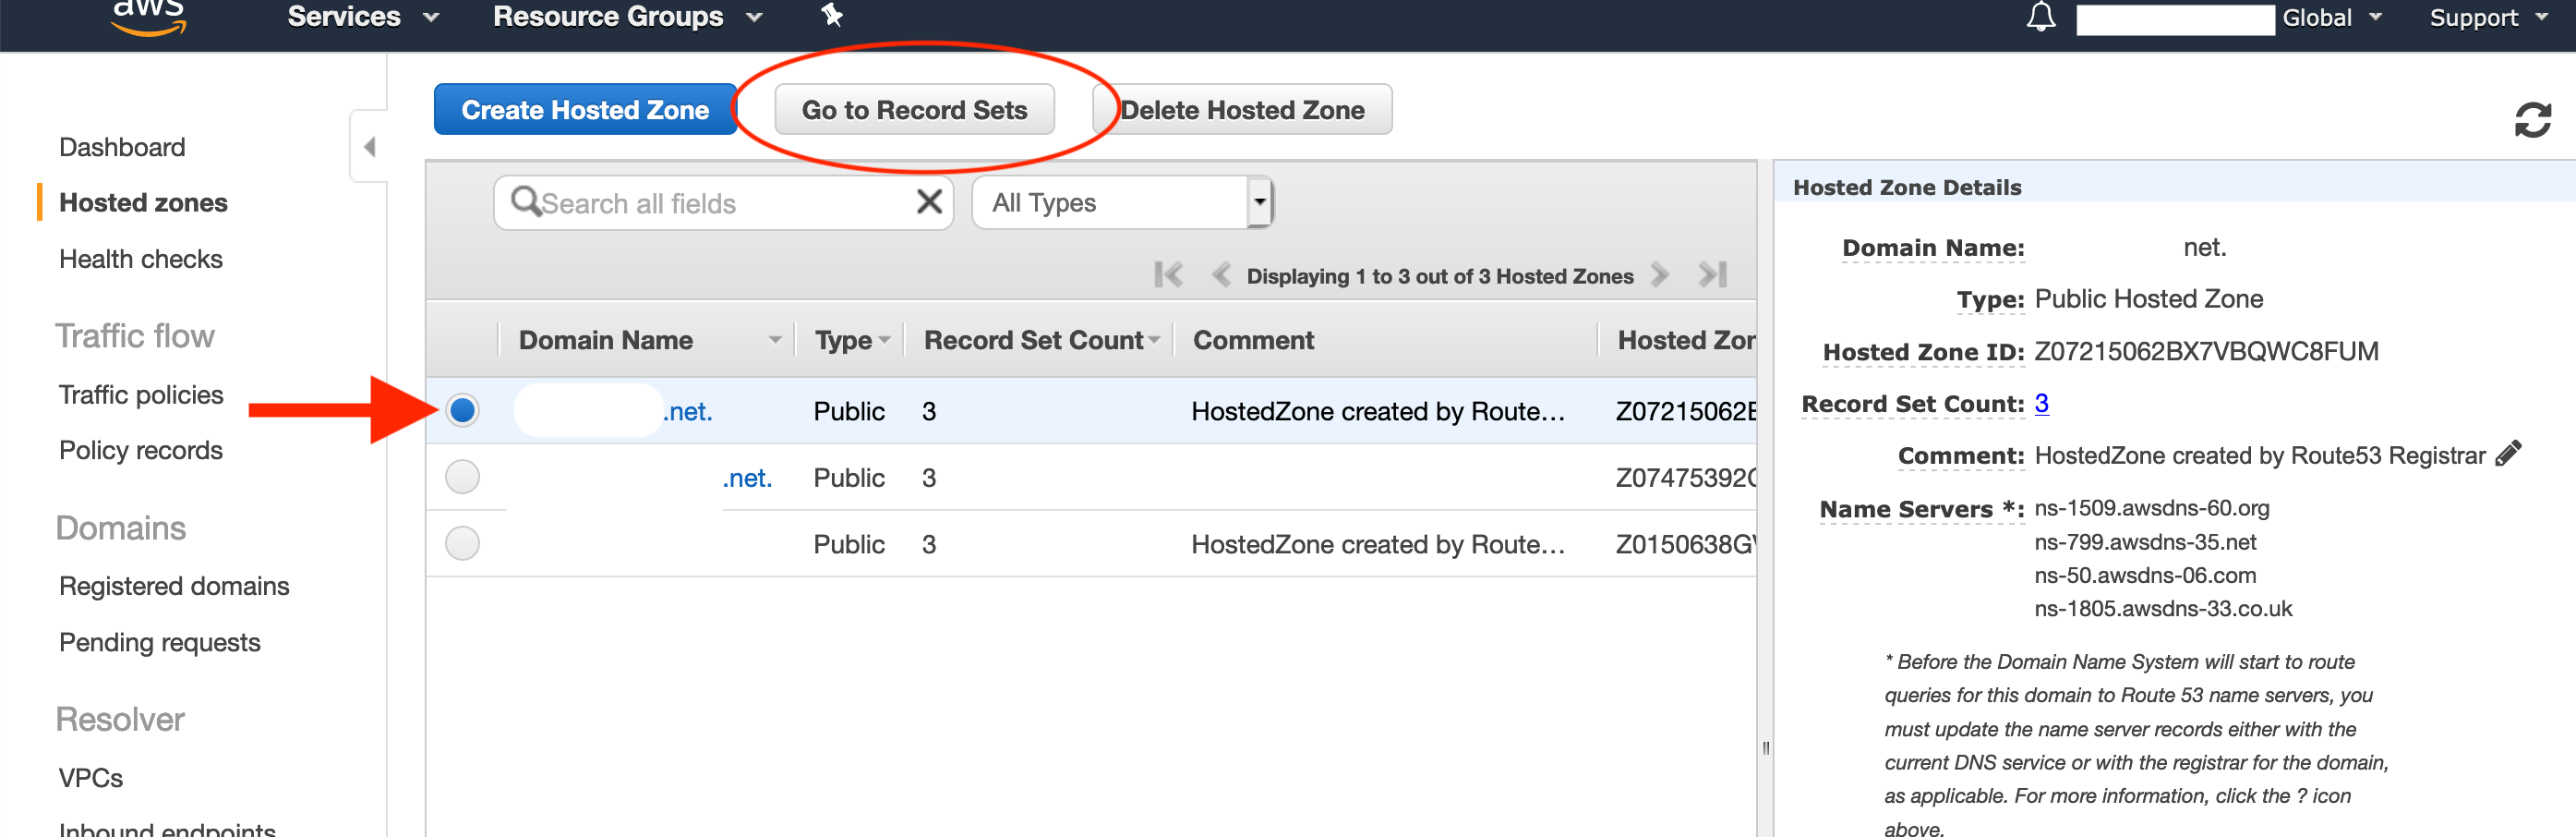 aws Services Resource Groups Global Support
Create Hosted Zone Go to Record Sets Delete Hosted Zone
Dashboard
Hosted zones
Health checks
Traffic flow
Traffic policies
Policy records
Domains
Registered domains
Pending requests
Resolver
VPCs
Inbound endpoints
Search all fields All Types
Displaying 1 to 3 out of 3 Hosted Zones
Domain Name Type Record Set Count Comment Hosted Zor
.net. Public 3 HostedZone created by Route... Z07215062B
.net. Public 3 Z07475392C
Public 3 HostedZone created by Route... Z0150638GV
Hosted Zone Details
Domain Name: net.
Type: Public Hosted Zone
Hosted Zone ID: Z07215062BX7VBQWC8FUM
Record Set Count: 3
Comment: HostedZone created by Route53 Registrar
Name Servers *: ns-1509.awsdns-60.org
ns-799.awsdns-35.net
ns-50.awsdns-06.com
ns-1805.awsdns-33.co.uk
* Before the Domain Name System will start to route
queries for this domain to Route 53 name servers, you
must update the name server records either with the
current DNS service or with the registrar for the domain,
as applicable. For more information, click the ? icon
above.